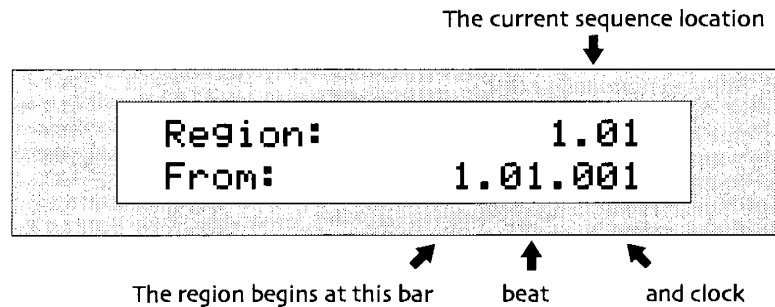 The current sequence location
Region: 1.01
From: 1.01.001
The region begins at this bar beat and clock